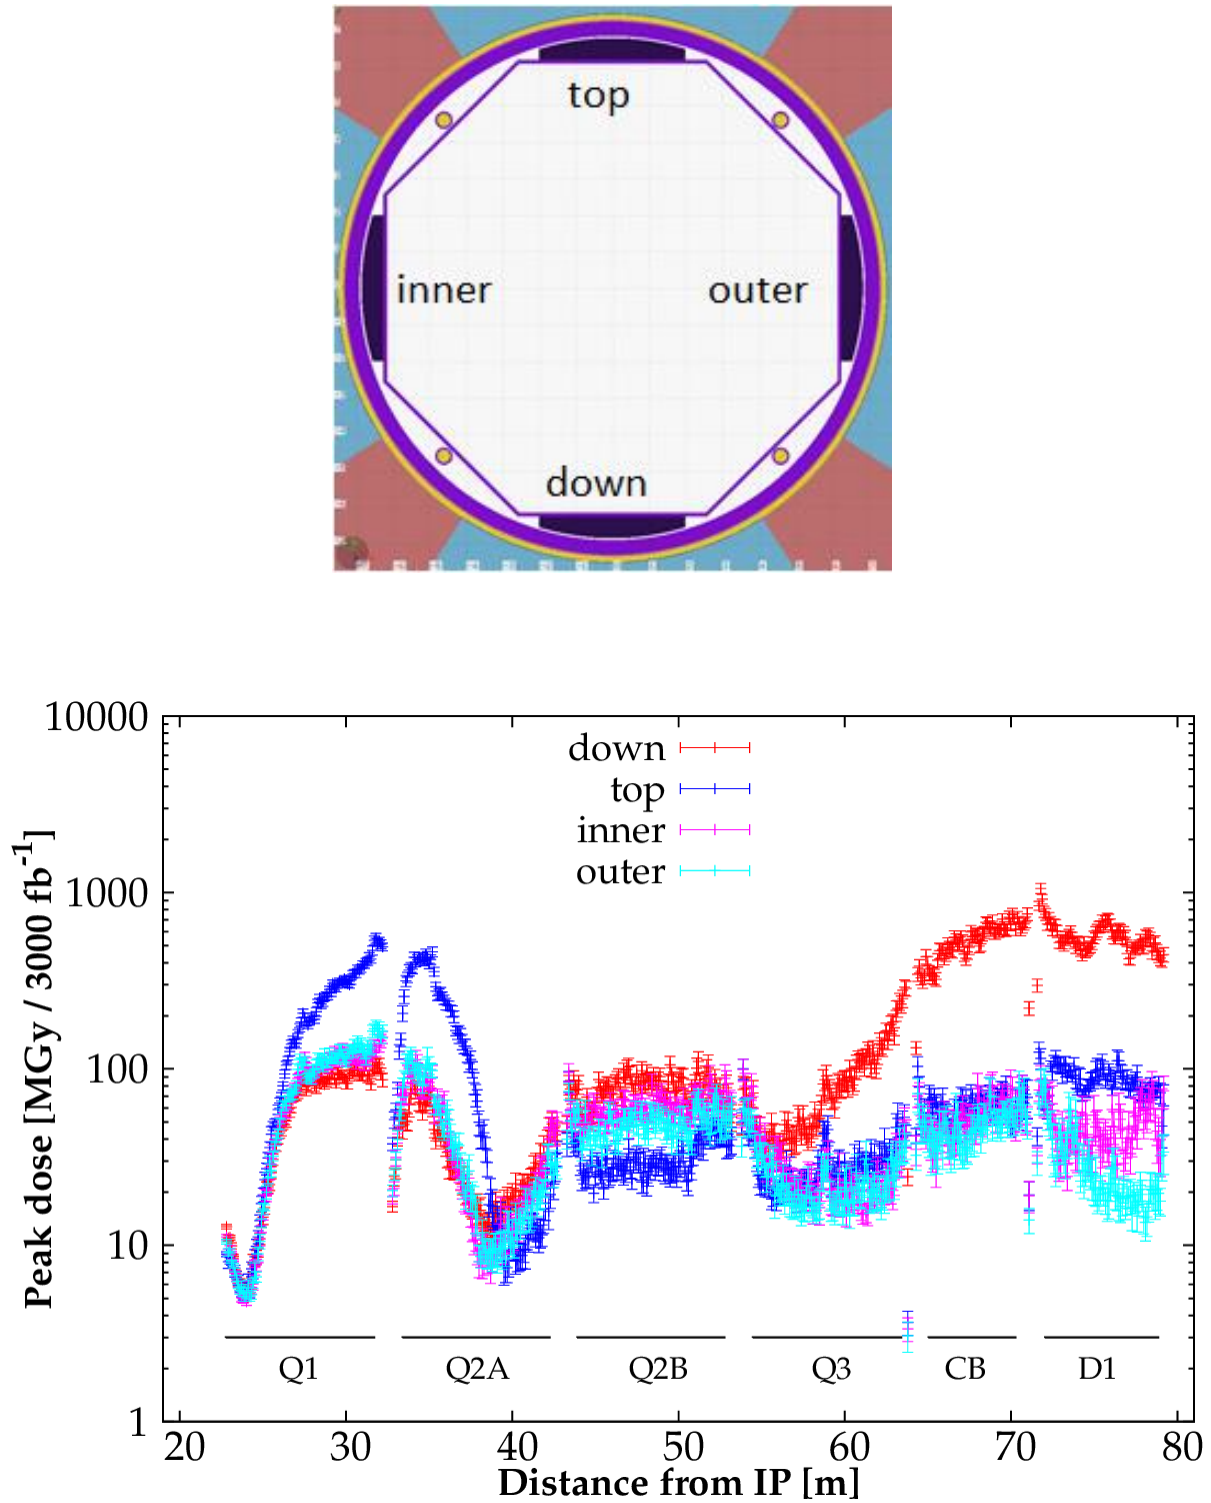 top
inner outer
down
10000
1000
100
10
1
Peak dose [MGy / 3000 fb⁻¹]
down
top
inner
outer
Q1 Q2A Q2B Q3 CB D1
20 30 40 50 60 70 80
Distance from IP [m]